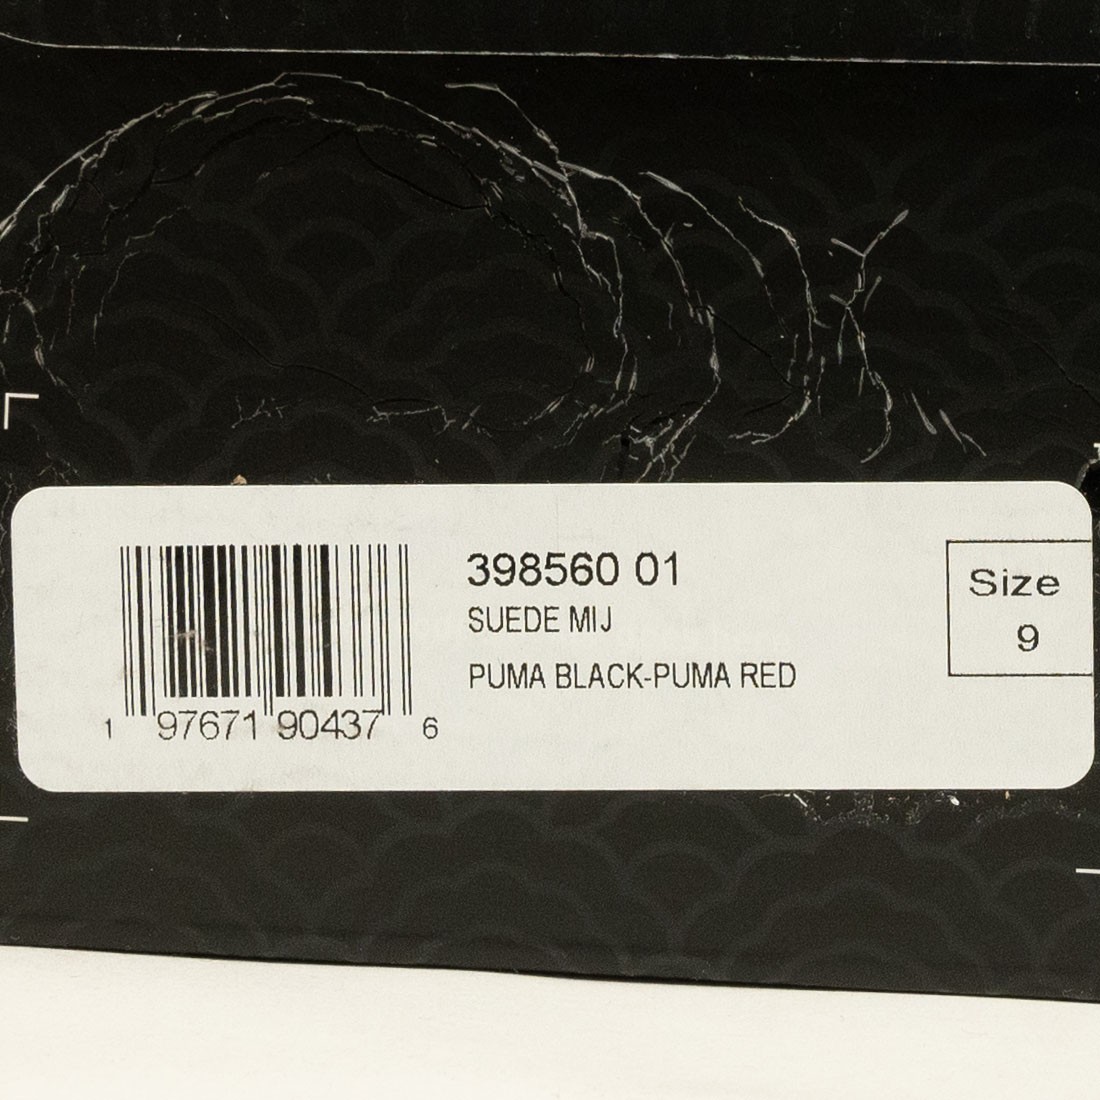 398560 01
SUEDE MIJ
PUMA BLACK-PUMA RED
Size
9
1 97671 90437 6